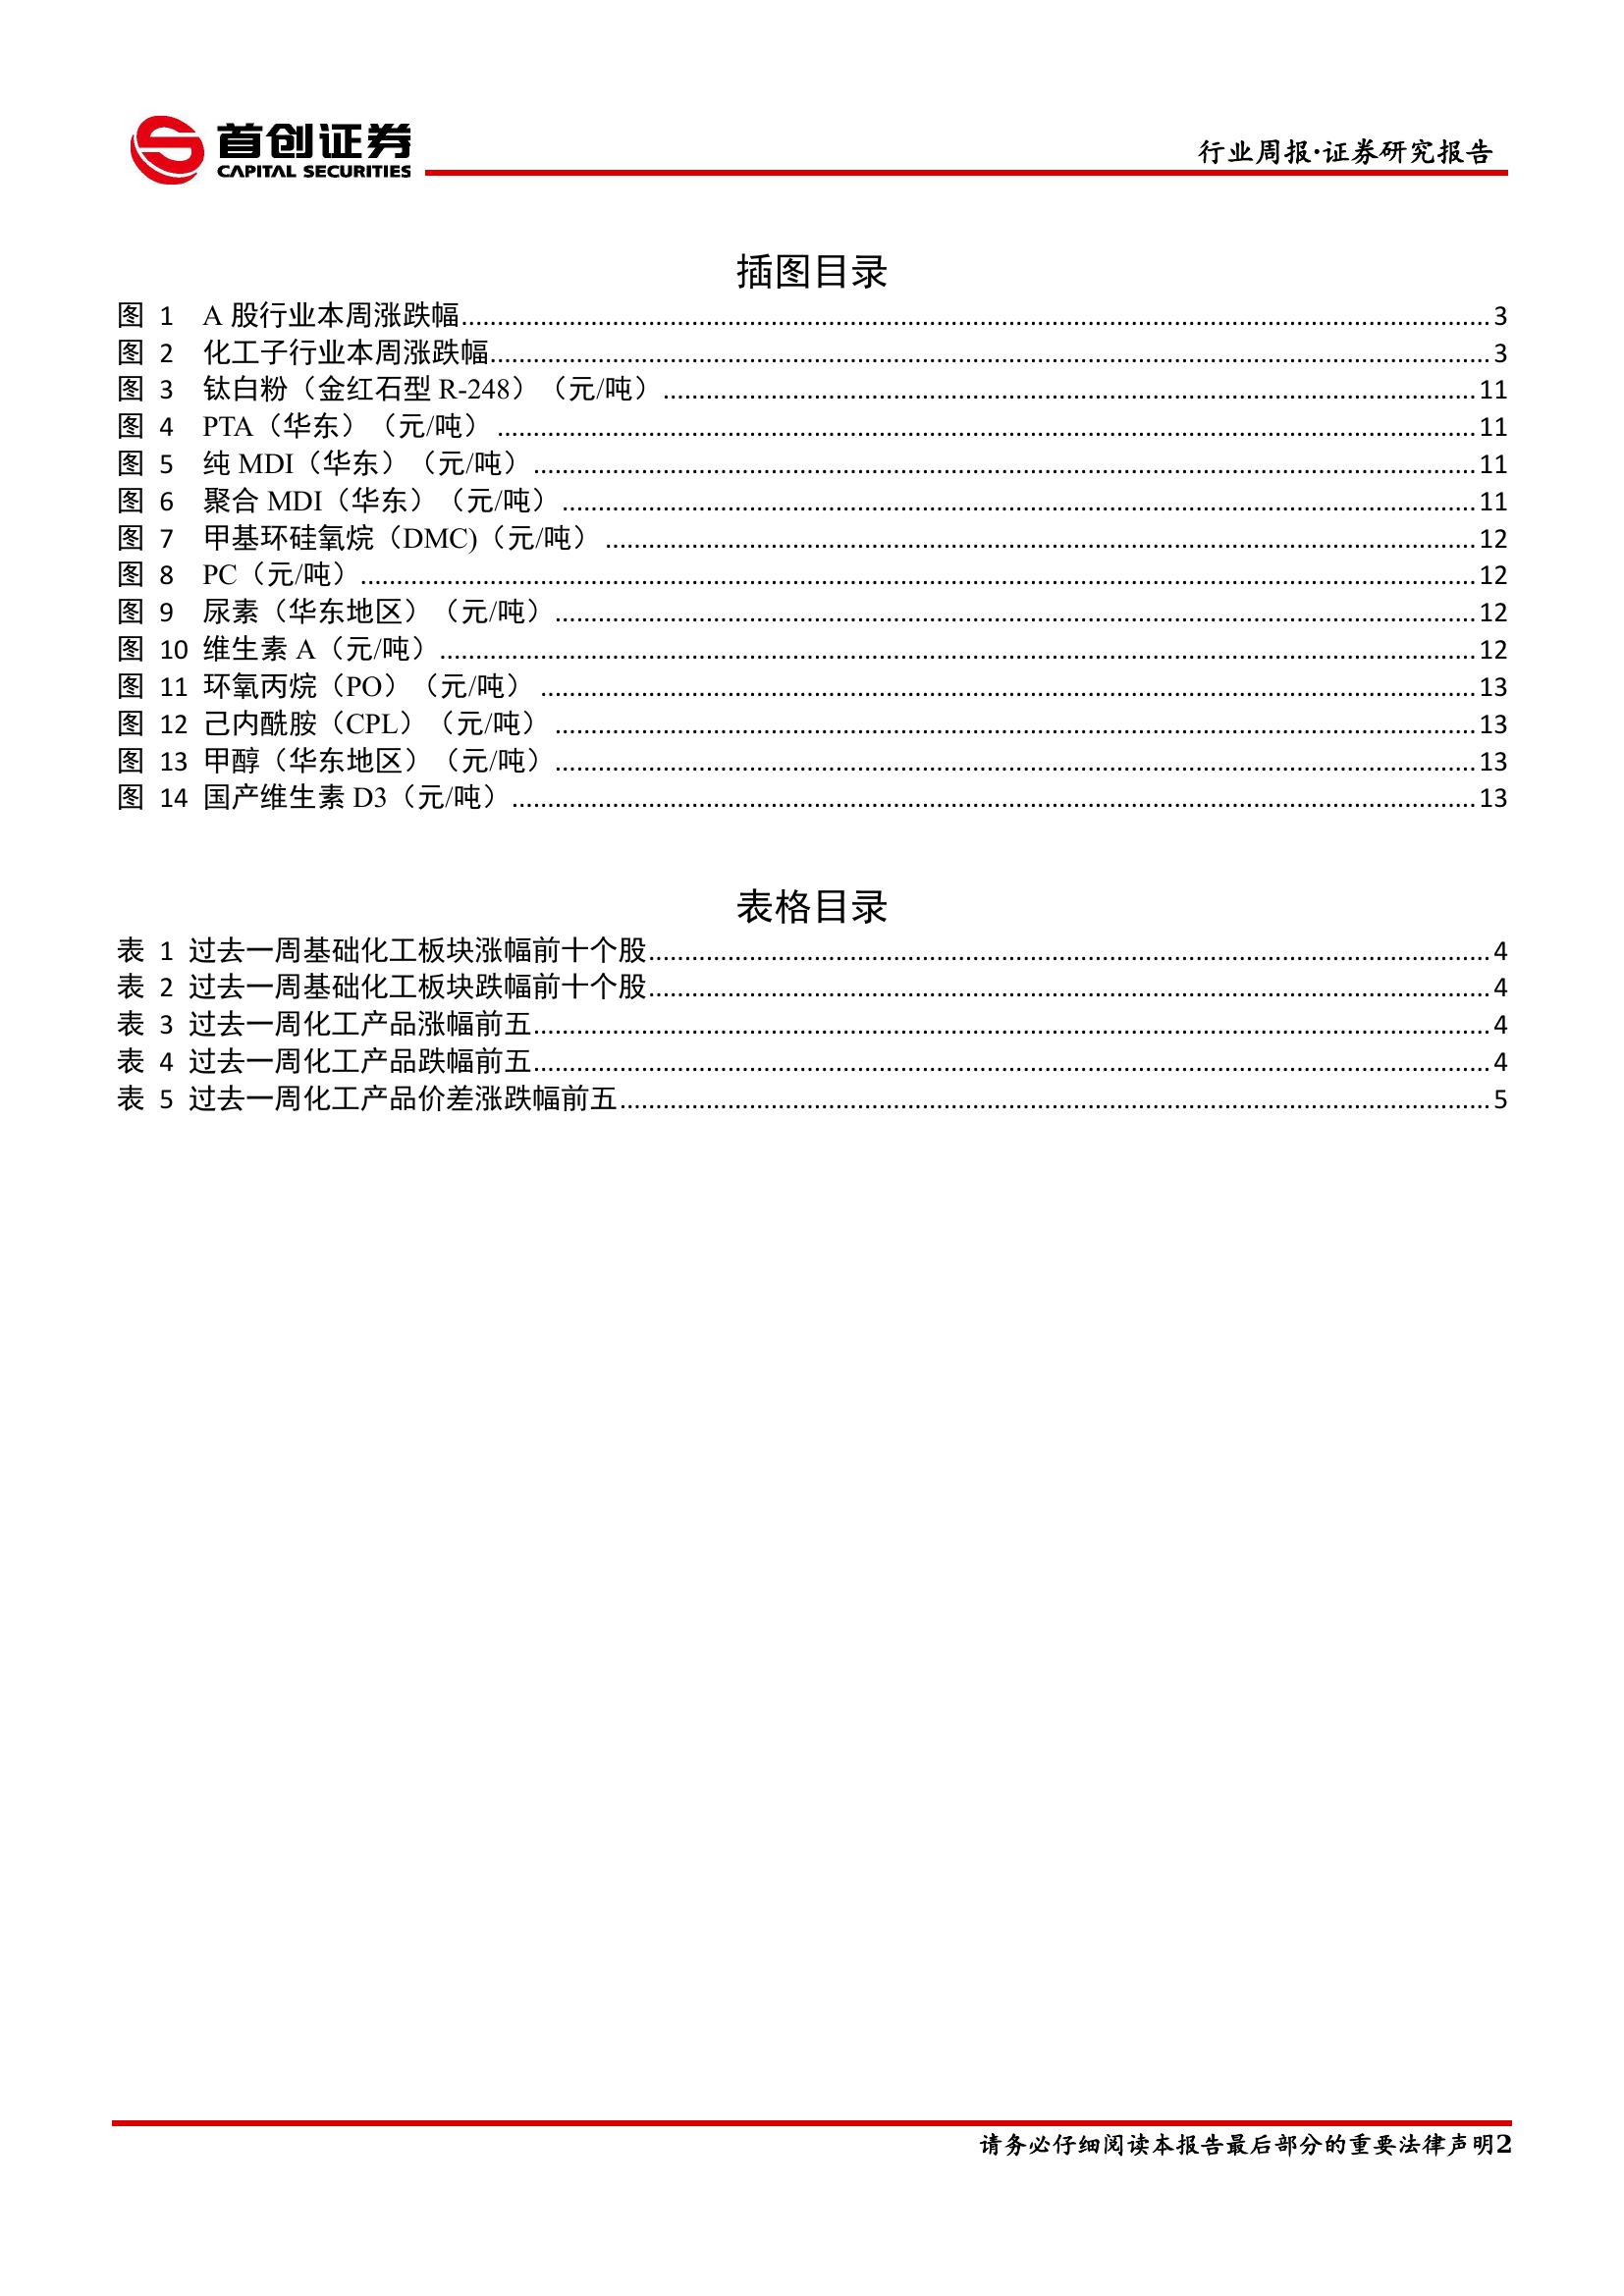 首创证券
CAPITAL SECURITIES
行业周报·证券研究报告
插图目录
图 1 A 股行业本周涨跌幅 3
图 2 化工子行业本周涨跌幅 3
图 3 钛白粉（金红石型 R-248）（元/吨） 11
图 4 PTA（华东）（元/吨） 11
图 5 纯 MDI（华东）（元/吨） 11
图 6 聚合 MDI（华东）（元/吨） 11
图 7 甲基环硅氧烷（DMC)（元/吨） 12
图 8 PC（元/吨） 12
图 9 尿素（华东地区）（元/吨） 12
图 10 维生素 A（元/吨） 12
图 11 环氧丙烷（PO）（元/吨） 13
图 12 己内酰胺（CPL）（元/吨） 13
图 13 甲醇（华东地区）（元/吨） 13
图 14 国产维生素 D3（元/吨） 13
表格目录
表 1 过去一周基础化工板块涨幅前十个股 4
表 2 过去一周基础化工板块跌幅前十个股 4
表 3 过去一周化工产品涨幅前五 4
表 4 过去一周化工产品跌幅前五 4
表 5 过去一周化工产品价差涨跌幅前五 5
请务必仔细阅读本报告最后部分的重要法律声明2